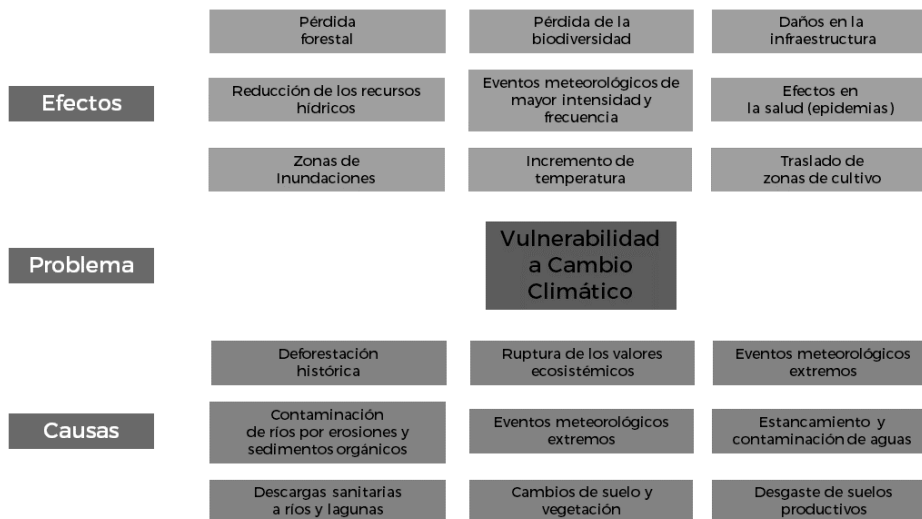 Pérdida
forestal
Pérdida de la
biodiversidad
Daños en la
infraestructura
Efectos
Reducción de los recursos
hídricos
Eventos meteorológicos de
mayor intensidad y
frecuencia
Efectos en
la salud (epidemias)
Zonas de
Inundaciones
Incremento de
temperatura
Traslado de
zonas de cultivo
Problema
Vulnerabilidad
a Cambio
Climático
Deforestación
histórica
Ruptura de los valores
ecosistémicos
Eventos meteorológicos
extremos
Causas
Contaminación
de ríos por erosiones y
sedimentos orgánicos
Eventos meteorológicos
extremos
Estancamiento y
contaminación de aguas
Descargas sanitarias
a ríos y lagunas
Cambios de suelo y
vegetación
Desgaste de suelos
productivos